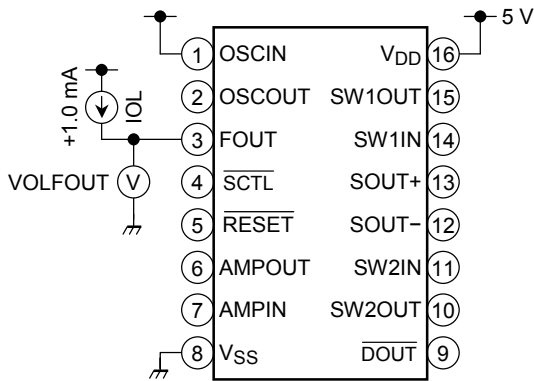 5 V
1 OSCIN VDD 16
+1.0 mA
IOL
2 OSCOUT SW1OUT 15
3 FOUT SW1IN 14
VOLFOUT V
4 SCTL SOUT+ 13
5 RESET SOUT− 12
6 AMPOUT SW2IN 11
7 AMPIN SW2OUT 10
8 VSS DOUT 9